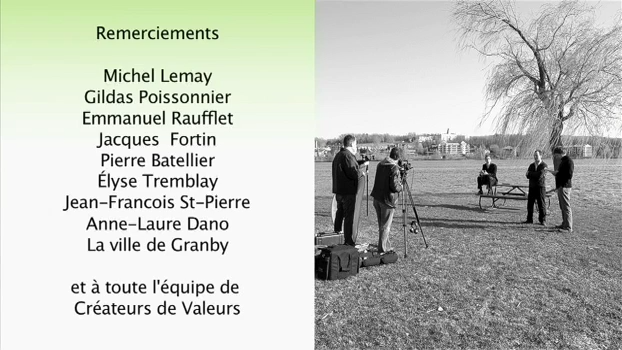 Remerciements
Michel Lemay
Gildas Poissonnier
Emmanuel Raufflet
Jacques Fortin
Pierre Batellier
Élyse Tremblay
Jean-Francois St-Pierre
Anne-Laure Dano
La ville de Granby
et à toute l'équipe de
Créateurs de Valeurs